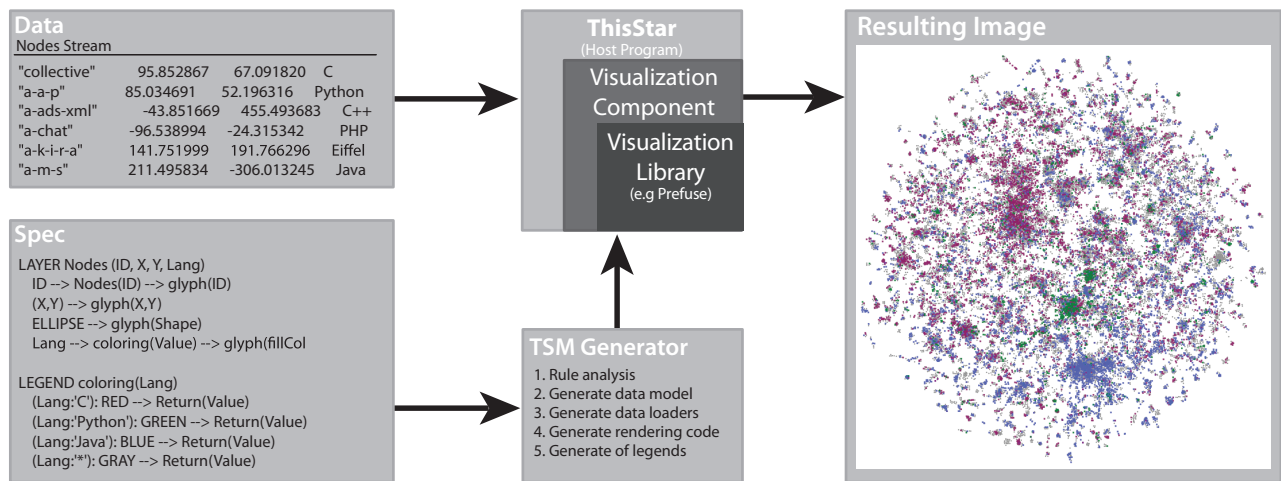 Data
Nodes Stream
"collective" 95.852867 67.091820 C
"a-a-p" 85.034691 52.196316 Python
"a-ads-xml" -43.851669 455.493683 C++
"a-chat" -96.538994 -24.315342 PHP
"a-k-i-r-a" 141.751999 191.766296 Eiffel
"a-m-s" 211.495834 -306.013245 Java
Spec
LAYER Nodes (ID, X, Y, Lang)
ID --> Nodes(ID) --> glyph(ID)
(X,Y) --> glyph(X,Y)
ELLIPSE --> glyph(Shape)
Lang --> coloring(Value) --> glyph(fillCol
LEGEND coloring(Lang)
(Lang:'C'): RED --> Return(Value)
(Lang:'Python'): GREEN --> Return(Value)
(Lang:'Java'): BLUE --> Return(Value)
(Lang:'*'): GRAY --> Return(Value)
ThisStar
(Host Program)
Visualization
Component
Visualization
Library
(e.g Prefuse)
TSM Generator
1. Rule analysis
2. Generate data model
3. Generate data loaders
4. Generate rendering code
5. Generate of legends
Resulting Image